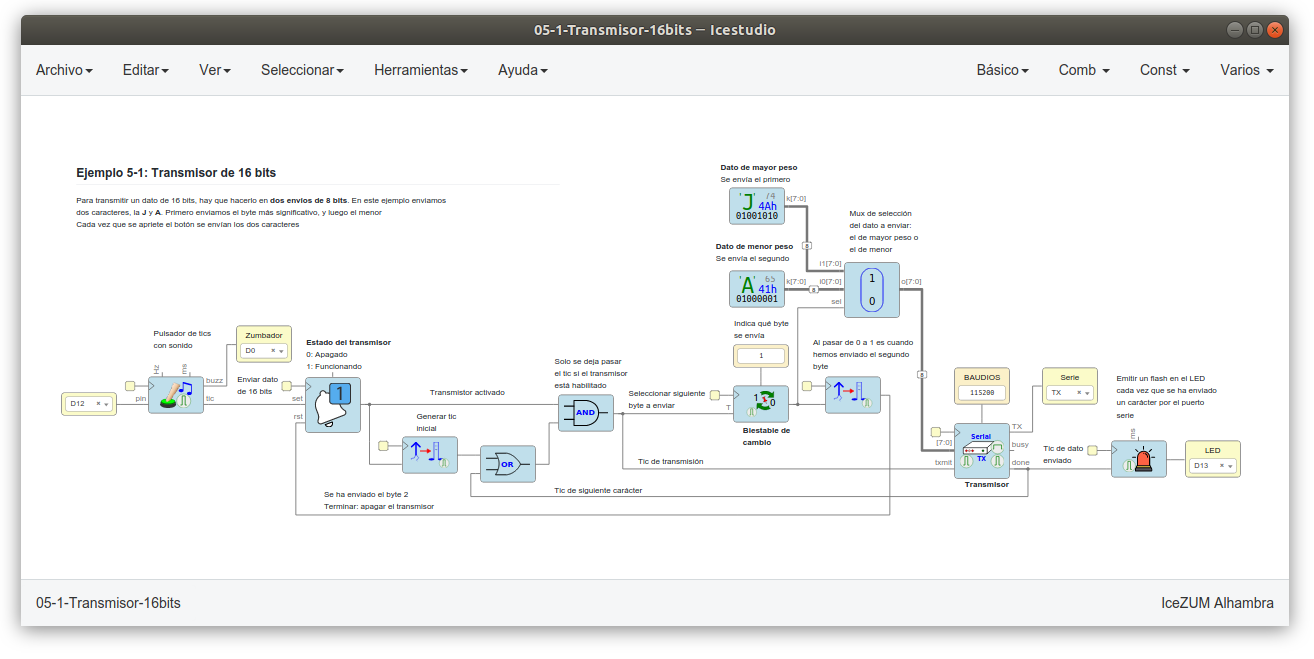 05-1-Transmisor-16bits — Icestudio
Archivo Editar Ver Seleccionar Herramientas Ayuda Básico Comb Const Varios
Ejemplo 5-1: Transmisor de 16 bits
Para transmitir un dato de 16 bits, hay que hacerlo en dos envíos de 8 bits. En este ejemplo enviamos
dos caracteres, la J y A. Primero enviamos el byte más significativo, y luego el menor
Cada vez que se apriete el botón se envían los dos caracteres
Dato de mayor peso
Se envía el primero
'J' 74
4Ah
01001010
k[7:0]
8
Dato de menor peso
Se envía el segundo
'A' 65
41h
01000001
k[7:0]
8
Mux de selección
del dato a enviar:
el de mayor peso o
el de menor
i1[7:0]
i0[7:0]
sel
1
0
o[7:0]
8
Pulsador de tics
con sonido
D12
Hz
ms
pin
buzz
tic
Zumbador
D0
Enviar dato
de 16 bits
Estado del transmisor
0: Apagado
1: Funcionando
set
rst
1
Transmistor activado
Generar tic
inicial
OR
Solo se deja pasar
el tic si el transmisor
está habilitado
AND
Indica qué byte
se envía
1
Seleccionar siguiente
byte a enviar
T
1 0
Biestable de
cambio
Al pasar de 0 a 1 es cuando
hemos enviado el segundo
byte
BAUDIOS
115200
Serie
TX
[7:0]
txmit
Serial
TX
TX
busy
done
Transmisor
Emitir un flash en el LED
cada vez que se ha enviado
un carácter por el puerto
serie
Tic de dato
enviado
ms
LED
D13
Tic de transmisión
Tic de siguiente carácter
Se ha enviado el byte 2
Terminar: apagar el transmisor
05-1-Transmisor-16bits
IceZUM Alhambra